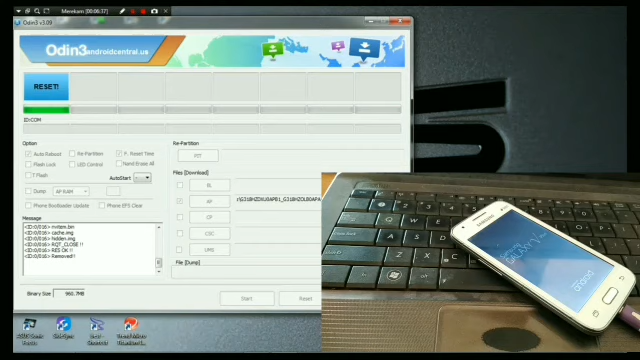 Merekam [00:06:37]
Odin3 v3.09
Odin3 androidcentral.us
RESET!
ID:COM
Option
Auto Reboot
Re-Partition
F. Reset Time
Flash Lock
LED Control
Nand Erase All
T Flash
AutoStart
Dump
AP RAM
Phone Bootloader Update
Phone EFS Clear
Message
<ID:0/016> nvitem.bin
<ID:0/016> cache.img
<ID:0/016> hidden.img
<ID:0/016> RQT_CLOSE !!
<ID:0/016> RES OK !!
<ID:0/016> Removed!!
Binary Size
960.7MB
Re-Partition
PIT
Files [Download]
BL
AP
CP
CSC
UMS
File [Dump]
Start
Reset
SAMSUNG
Samsung
GALAXY V
android